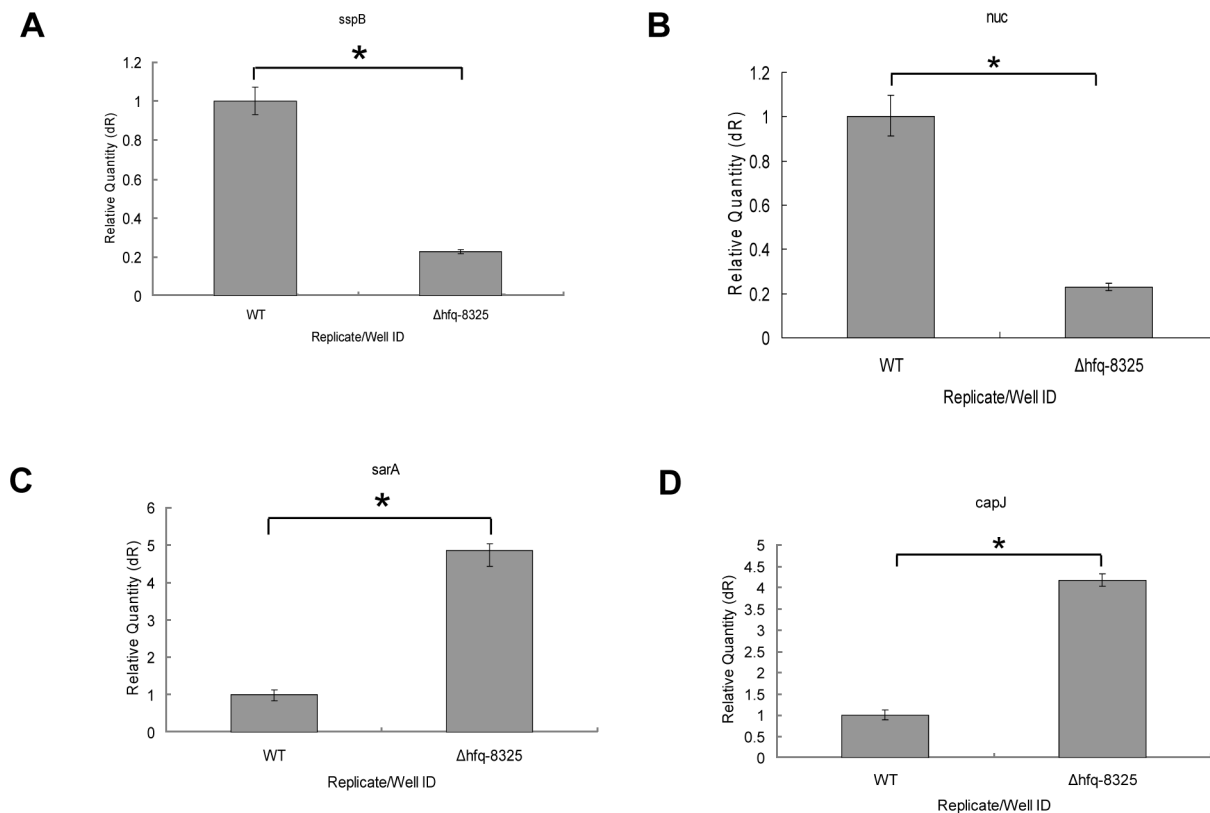 A
sspB
*
Relative Quantity (dR)
1.2
1
0.8
0.6
0.4
0.2
0
WT
Δhfq-8325
Replicate/Well ID
B
nuc
*
Relative Quantity (dR)
1.2
1
0.8
0.6
0.4
0.2
0
WT
Δhfq-8325
Replicate/Well ID
C
sarA
*
Relative Quantity (dR)
6
5
4
3
2
1
0
WT
Δhfq-8325
Replicate/Well ID
D
capJ
*
Relative Quantity (dR)
5
4.5
4
3.5
3
2.5
2
1.5
1
0.5
0
WT
Δhfq-8325
Replicate/Well ID